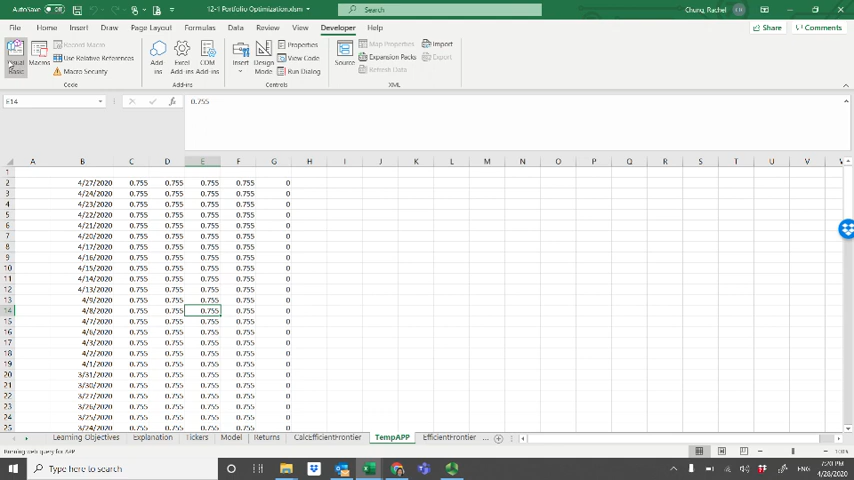 AutoSave Off 12-1 Portfolio Optimization.xlsm Search Chung, Rachel CR
File Home Insert Draw Page Layout Formulas Data Review View Developer Help Share Comments
Visual Basic Macros Record Macro Use Relative References Macro Security
Add-ins Excel Add-ins COM Add-ins
Insert Design Mode Properties View Code Run Dialog
Source Map Properties Expansion Packs Refresh Data Import Export
Code Add-ins Controls XML
E14 fx 0.755
A B C D E F G H I J K L M N O P Q R S T U V
1
2 4/27/2020 0.755 0.755 0.755 0.755 0
3 4/24/2020 0.755 0.755 0.755 0.755 0
4 4/23/2020 0.755 0.755 0.755 0.755 0
5 4/22/2020 0.755 0.755 0.755 0.755 0
6 4/21/2020 0.755 0.755 0.755 0.755 0
7 4/20/2020 0.755 0.755 0.755 0.755 0
8 4/17/2020 0.755 0.755 0.755 0.755 0
9 4/16/2020 0.755 0.755 0.755 0.755 0
10 4/15/2020 0.755 0.755 0.755 0.755 0
11 4/14/2020 0.755 0.755 0.755 0.755 0
12 4/13/2020 0.755 0.755 0.755 0.755 0
13 4/9/2020 0.755 0.755 0.755 0.755 0
14 4/8/2020 0.755 0.755 0.755 0.755 0
15 4/7/2020 0.755 0.755 0.755 0.755 0
16 4/6/2020 0.755 0.755 0.755 0.755 0
17 4/3/2020 0.755 0.755 0.755 0.755 0
18 4/2/2020 0.755 0.755 0.755 0.755 0
19 4/1/2020 0.755 0.755 0.755 0.755 0
20 3/31/2020 0.755 0.755 0.755 0.755 0
21 3/30/2020 0.755 0.755 0.755 0.755 0
22 3/27/2020 0.755 0.755 0.755 0.755 0
23 3/26/2020 0.755 0.755 0.755 0.755 0
24 3/25/2020 0.755 0.755 0.755 0.755 0
25 3/24/2020 0.755 0.755 0.755 0.755 0
Learning Objectives Explanation Tickers Model Returns CalcEfficientFrontier TempAPP EfficientFrontier ...
Running web query for APP
Type here to search ENG 7:20 PM
4/28/2020